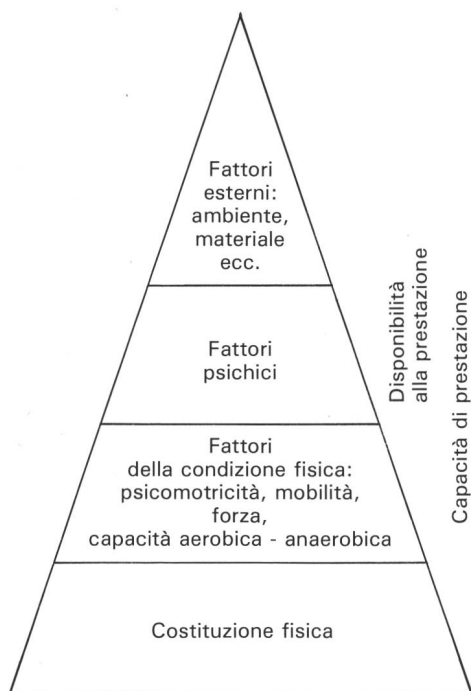 Fattori
esterni:
ambiente,
materiale
ecc.
Fattori
psichici
Fattori
della condizione fisica:
psicomotricità, mobilità,
forza,
capacità aerobica - anaerobica
Costituzione fisica
Disponibilità
alla prestazione
Capacità di prestazione